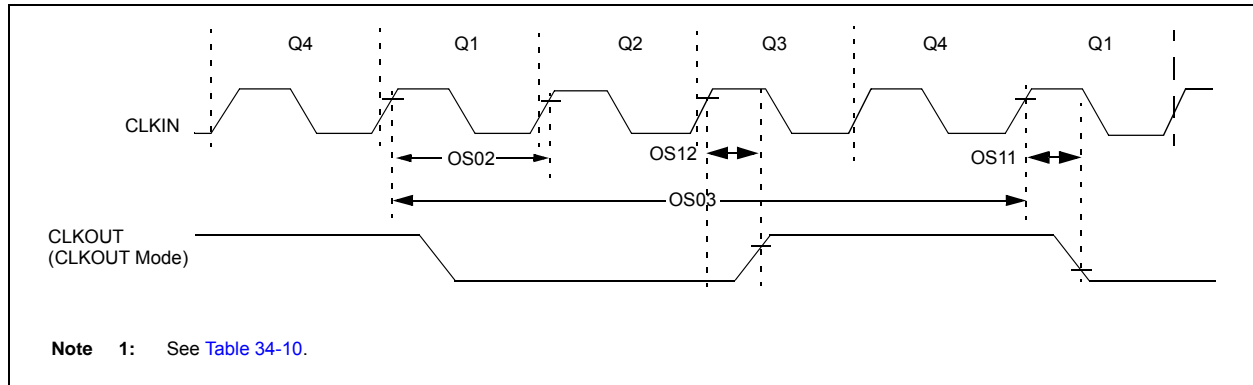 Q4 Q1 Q2 Q3 Q4 Q1
CLKIN
OS02
OS12
OS11
OS03
CLKOUT
(CLKOUT Mode)
Note 1: See Table 34-10.